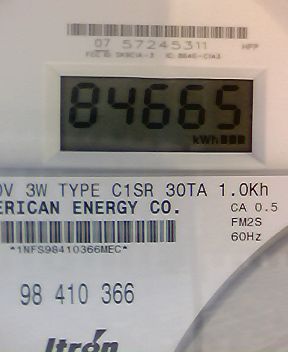 07 57245311
HFP
84665
kWh
0V 3W TYPE C1SR 30TA 1.0Kh
ERICAN ENERGY CO.
CA 0.5
FM2S
60Hz
*1NFS98410366MEC*
98 410 366
Itron